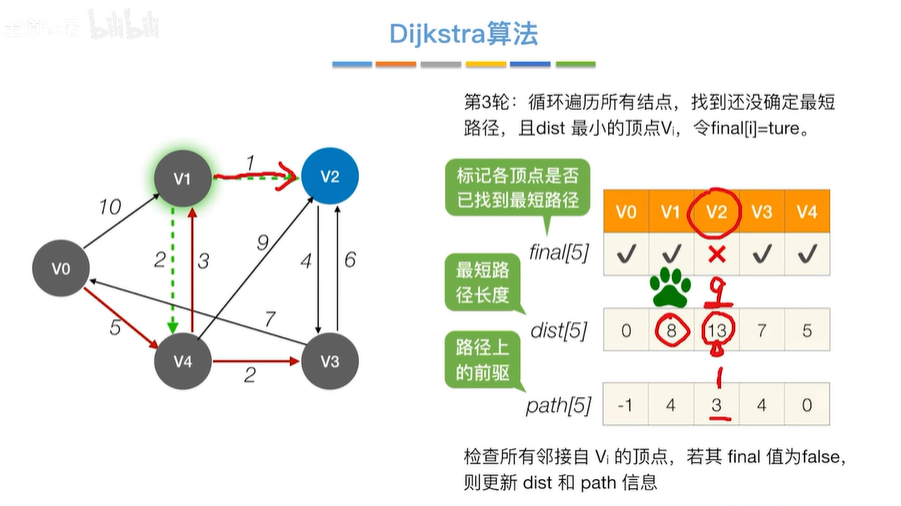 bilibili
Dijkstra算法
第3轮：循环遍历所有结点，找到还没确定最短
路径，且dist 最小的顶点Vᵢ，令final[i]=ture。
标记各顶点是否
已找到最短路径
V0 V1 V2 V3 V4
final[5] ✓ ✓ × ✓ ✓
9
最短路
径长度
dist[5] 0 8 13 7 5
1
路径上
的前驱
path[5] -1 4 3 4 0
检查所有邻接自 Vᵢ 的顶点，若其 final 值为false，
则更新 dist 和 path 信息
V1 1 V2
10
9
V0 2 3 4 6
5 7
V4 V3
2